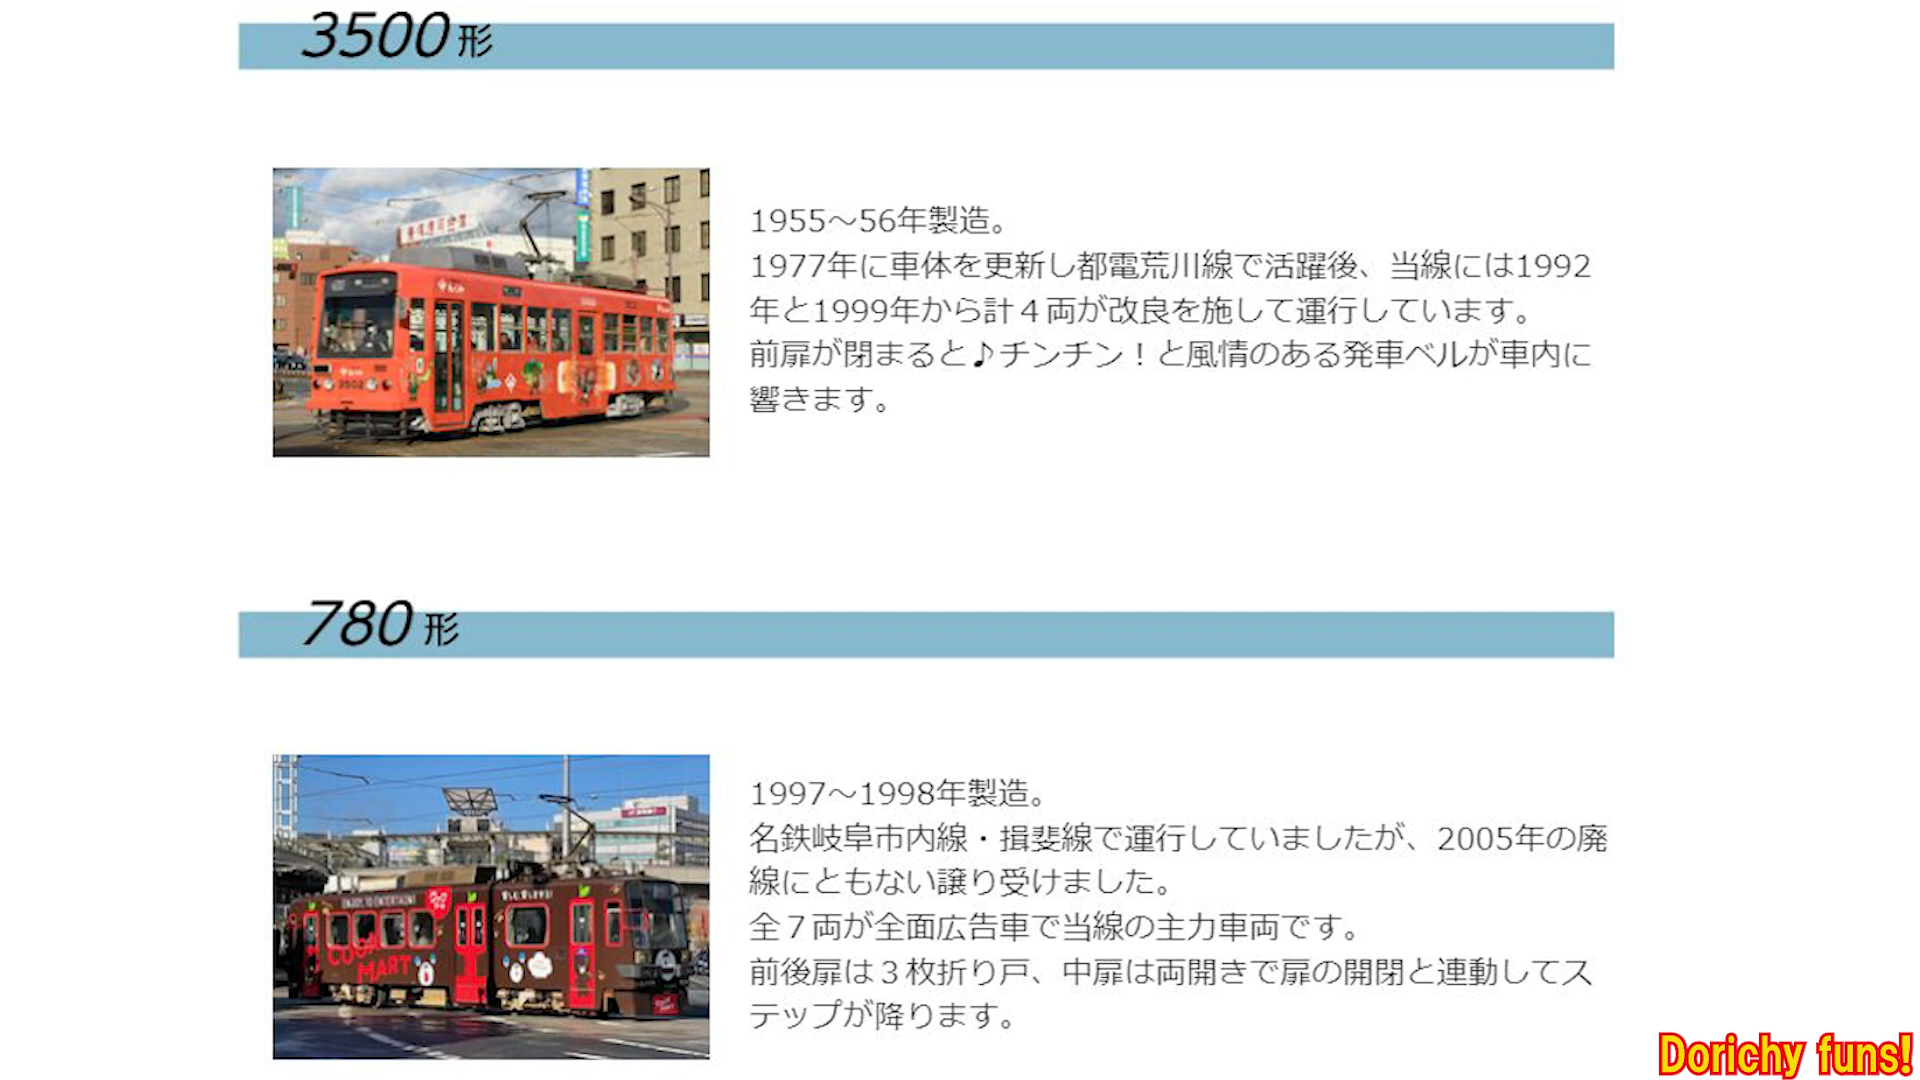 3500形
1955～56年製造。
1977年に車体を更新し都電荒川線で活躍後、当線には1992
年と1999年から計４両が改良を施して運行しています。
前扉が閉まると♪チンチン！と風情のある発車ベルが車内に
響きます。
3502
780形
1997～1998年製造。
名鉄岐阜市内線・揖斐線で運行していましたが、2005年の廃
線にともない譲り受けました。
全７両が全面広告車で当線の主力車両です。
前後扉は３枚折り戸、中扉は両開きで扉の開閉と連動してス
テップが降ります。
ENJOY TO ENTERTAIN!
COOK
MART
Dorichy funs!